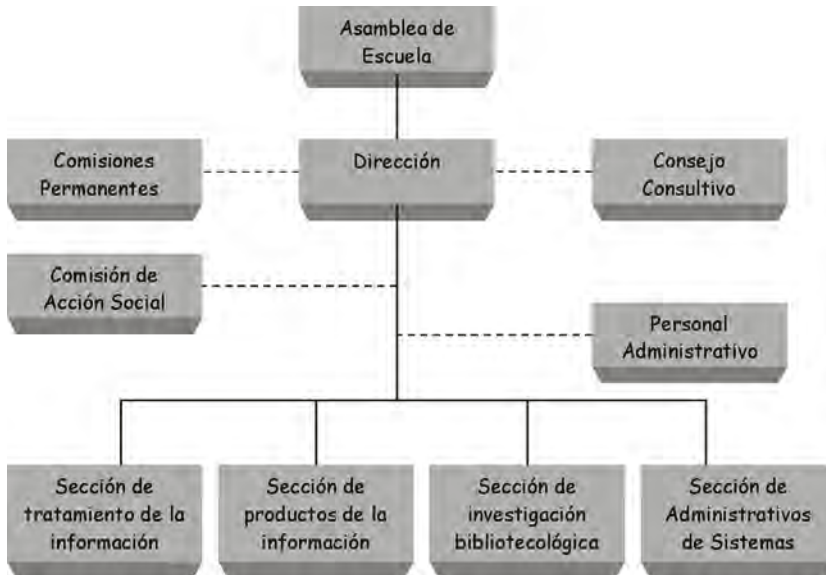 Asamblea de
Escuela
Comisiones
Permanentes
Dirección
Consejo
Consultivo
Comisión de
Acción Social
Personal
Administrativo
Sección de
tratamiento de la
información
Sección de
productos de la
información
Sección de
investigación
bibliotecológica
Sección de
Administrativos
de Sistemas